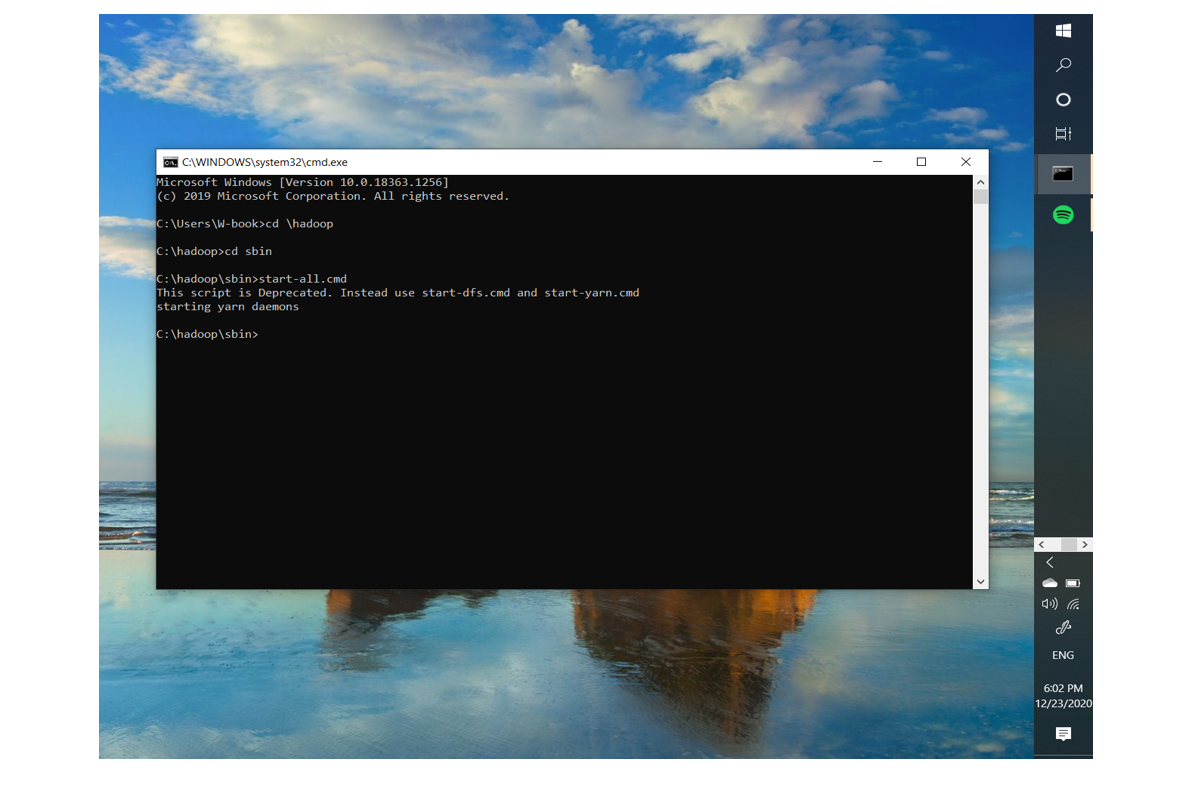 C:\WINDOWS\system32\cmd.exe
Microsoft Windows [Version 10.0.18363.1256]
(c) 2019 Microsoft Corporation. All rights reserved.
C:\Users\W-book>cd \hadoop
C:\hadoop>cd sbin
C:\hadoop\sbin>start-all.cmd
This script is Deprecated. Instead use start-dfs.cmd and start-yarn.cmd
starting yarn daemons
C:\hadoop\sbin>
ENG
6:02 PM
12/23/2020